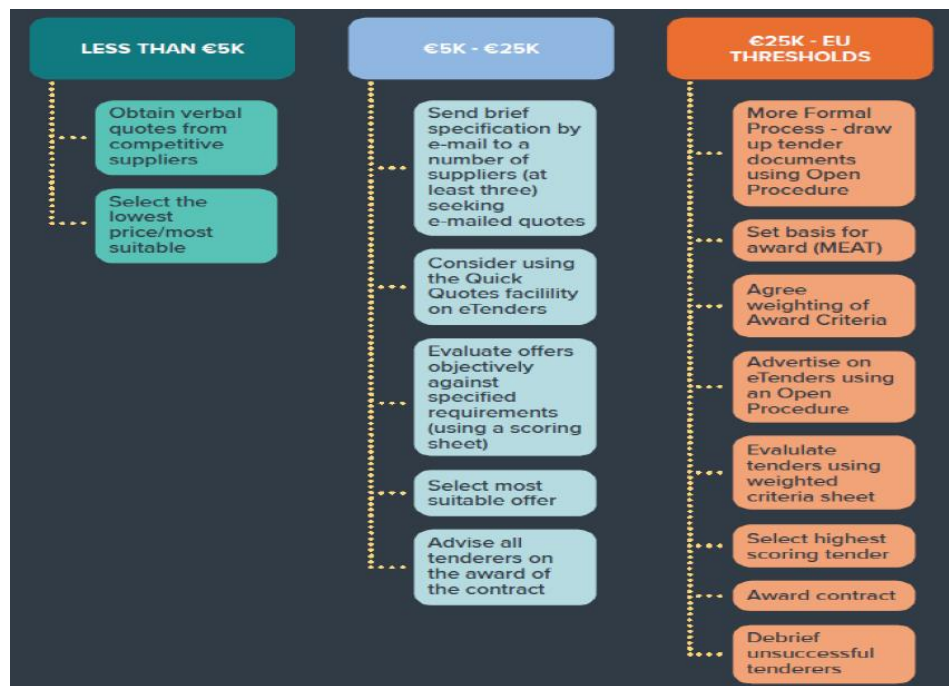 LESS THAN €5K
Obtain verbal
quotes from
competitive
suppliers
Select the
lowest
price/most
suitable
€5K - €25K
Send brief
specification by
e-mail to a
number of
suppliers (at
least three)
seeking
e-mailed quotes
Consider using
the Quick
Quotes facilility
on eTenders
Evaluate offers
objectively
against
specified
requirements
(using a scoring
sheet)
Select most
suitable offer
Advise all
tenderers on
the award of
the contract
€25K - EU
THRESHOLDS
More Formal
Process - draw
up tender
documents
using Open
Procedure
Set basis for
award (MEAT)
Agree
weighting of
Award Criteria
Advertise on
eTenders using
an Open
Procedure
Evalulate
tenders using
weighted
criteria sheet
Select highest
scoring tender
Award contract
Debrief
unsuccessful
tenderers